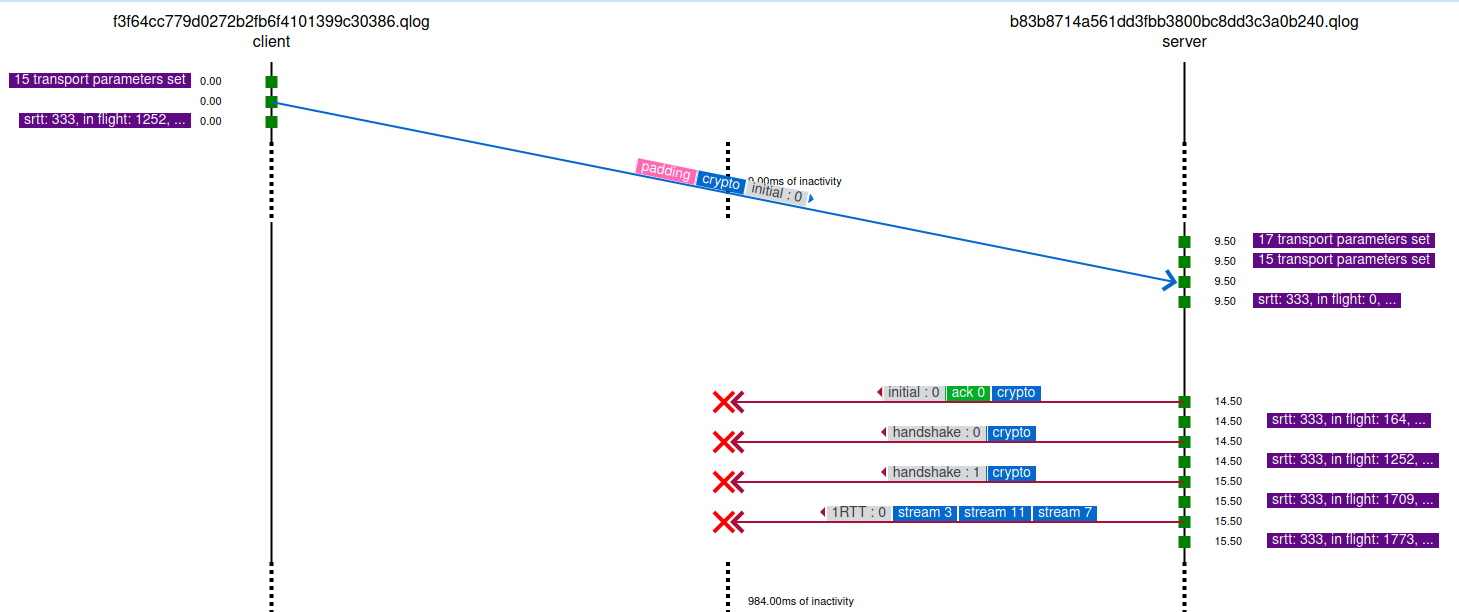 f3f64cc779d0272b2fb6f4101399c30386.qlog
client
b83b8714a561dd3fbb3800bc8dd3c3a0b240.qlog
server
15 transport parameters set 0.00
0.00
srtt: 333, in flight: 1252, ... 0.00
padding crypto initial : 0
9.00ms of inactivity
9.50 17 transport parameters set
9.50 15 transport parameters set
9.50
9.50 srtt: 333, in flight: 0, ...
initial : 0 ack 0 crypto 14.50
14.50 srtt: 333, in flight: 164, ...
handshake : 0 crypto 14.50
14.50 srtt: 333, in flight: 1252, ...
handshake : 1 crypto 15.50
15.50 srtt: 333, in flight: 1709, ...
1RTT : 0 stream 3 stream 11 stream 7 15.50
15.50 srtt: 333, in flight: 1773, ...
984.00ms of inactivity